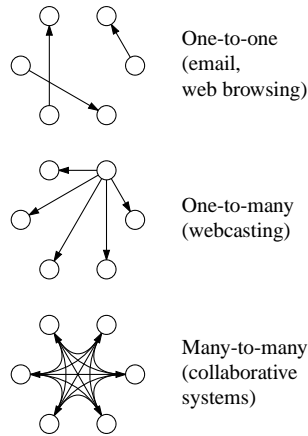 One-to-one
(email,
web browsing)
One-to-many
(webcasting)
Many-to-many
(collaborative
systems)